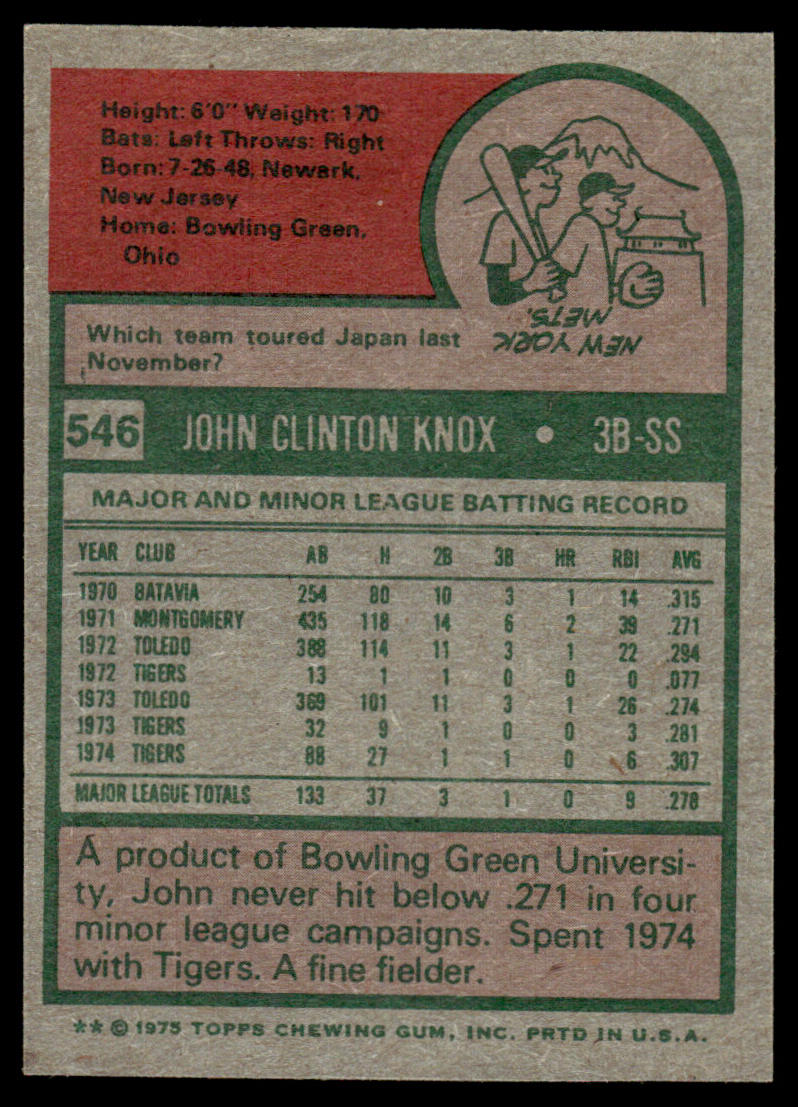 Height: 6'0" Weight: 170
Bats: Left Throws: Right
Born: 7-26-48, Newark,
New Jersey
Home: Bowling Green,
Ohio
Which team toured Japan last
November?
NEW YORK
METS.
546 JOHN CLINTON KNOX • 3B-SS
MAJOR AND MINOR LEAGUE BATTING RECORD
YEAR CLUB AB H 2B 3B HR RBI AVG
1970 BATAVIA 254 80 10 3 1 14 .315
1971 MONTGOMERY 435 118 14 6 2 39 .271
1972 TOLEDO 388 114 11 3 1 22 .294
1972 TIGERS 13 1 1 0 0 0 .077
1973 TOLEDO 369 101 11 3 1 26 .274
1973 TIGERS 32 9 1 0 0 3 .281
1974 TIGERS 88 27 1 1 0 6 .307
MAJOR LEAGUE TOTALS 133 37 3 1 0 9 .278
A product of Bowling Green Universi-
ty, John never hit below .271 in four
minor league campaigns. Spent 1974
with Tigers. A fine fielder.
** © 1975 TOPPS CHEWING GUM, INC. PRTD IN U.S.A.